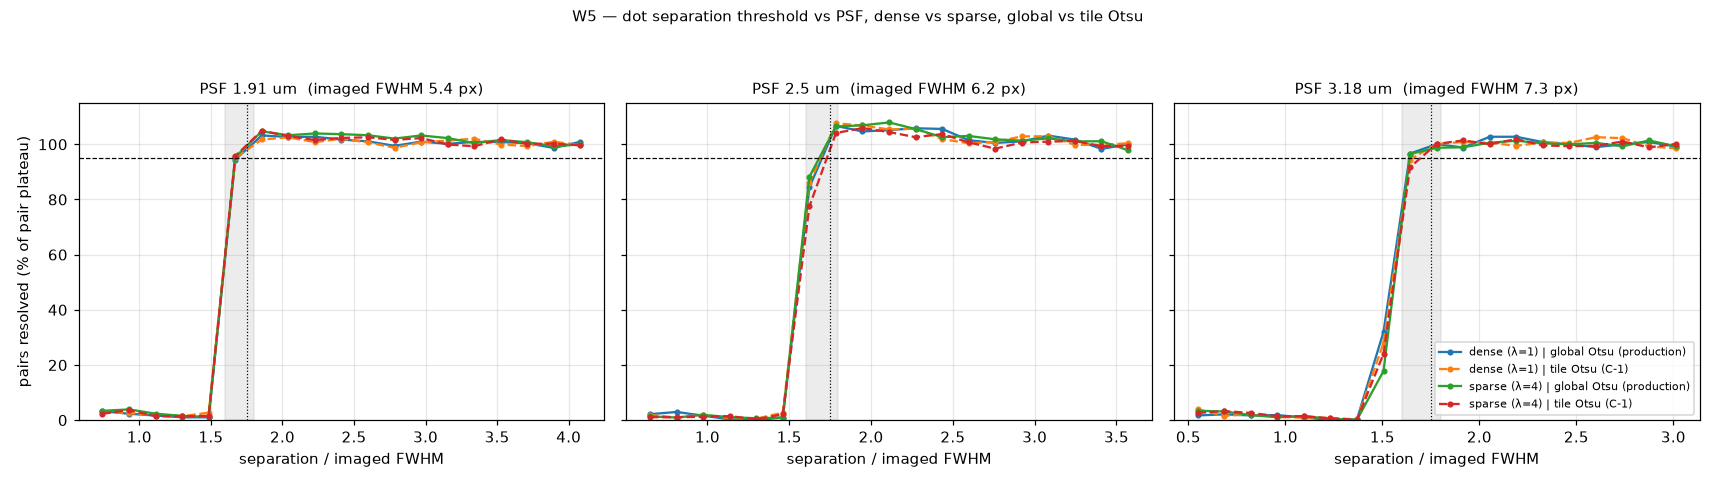 W5 — dot separation threshold vs PSF, dense vs sparse, global vs tile Otsu
PSF 1.91 um  (imaged FWHM 5.4 px)
PSF 2.5 um  (imaged FWHM 6.2 px)
PSF 3.18 um  (imaged FWHM 7.3 px)
pairs resolved (% of pair plateau)
100
80
60
40
20
0
dense (λ=1) | global Otsu (production)
dense (λ=1) | tile Otsu (C-1)
sparse (λ=4) | global Otsu (production)
sparse (λ=4) | tile Otsu (C-1)
1.0 1.5 2.0 2.5 3.0 3.5 4.0
1.0 1.5 2.0 2.5 3.0 3.5
0.5 1.0 1.5 2.0 2.5 3.0
separation / imaged FWHM
separation / imaged FWHM
separation / imaged FWHM